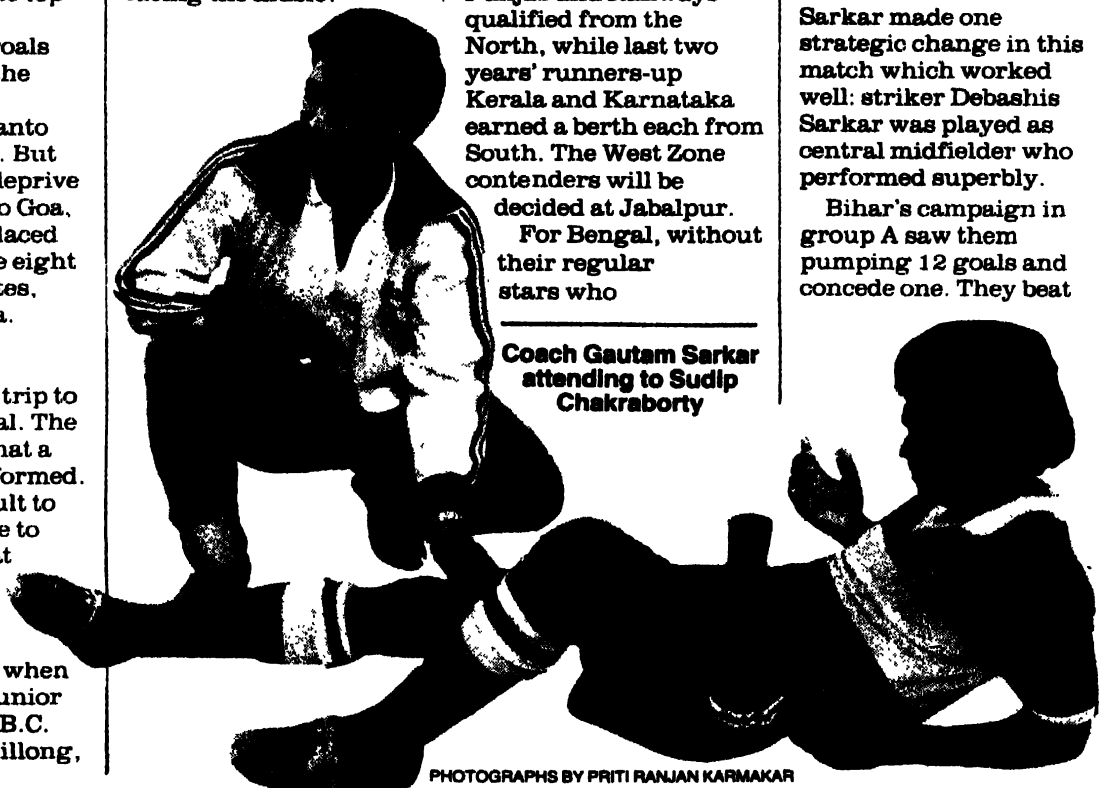 oals
he
anto
. But
leprive
o Goa,
laced
e eight
tes,
a.
trip to
al. The
hat a
formed.
ult to
e to
at
when
unior
B.C.
illong,
qualified from the
North, while last two
years' runners-up
Kerala and Karnataka
earned a berth each from
South. The West Zone
contenders will be
decided at Jabalpur.
For Bengal, without
their regular
stars who
Coach Gautam Sarkar
attending to Sudip
Chakraborty
Sarkar made one
strategic change in this
match which worked
well: striker Debashis
Sarkar was played as
central midfielder who
performed superbly.
Bihar's campaign in
group A saw them
pumping 12 goals and
concede one. They beat
PHOTOGRAPHS BY PRITI RANJAN KARMAKAR